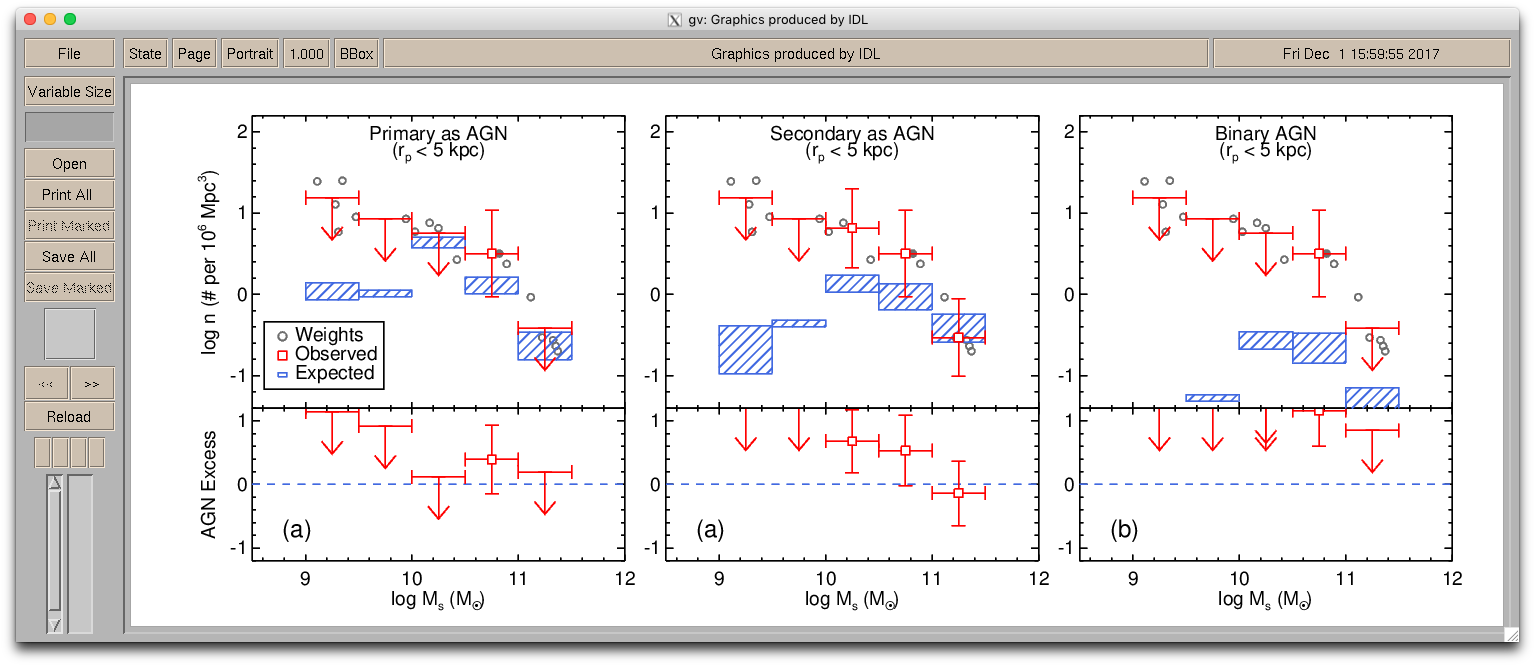 gv: Graphics produced by IDL
File
State
Page
Portrait
1.000
BBox
Graphics produced by IDL
Fri Dec 1 15:59:55 2017
Variable Size
Open
Print All
Print Marked
Save All
Save Marked
<<
>>
Reload
Primary as AGN
(rp < 5 kpc)
2
1
0
-1
log n (# per 10⁶ Mpc³)
Weights
Observed
Expected
1
0
-1
AGN Excess
(a)
9
10
11
12
log Mₛ (M☉)
Secondary as AGN
(rp < 5 kpc)
2
1
0
-1
1
0
-1
(a)
9
10
11
12
log Mₛ (M☉)
Binary AGN
(rp < 5 kpc)
2
1
0
-1
1
0
-1
(b)
9
10
11
12
log Mₛ (M☉)